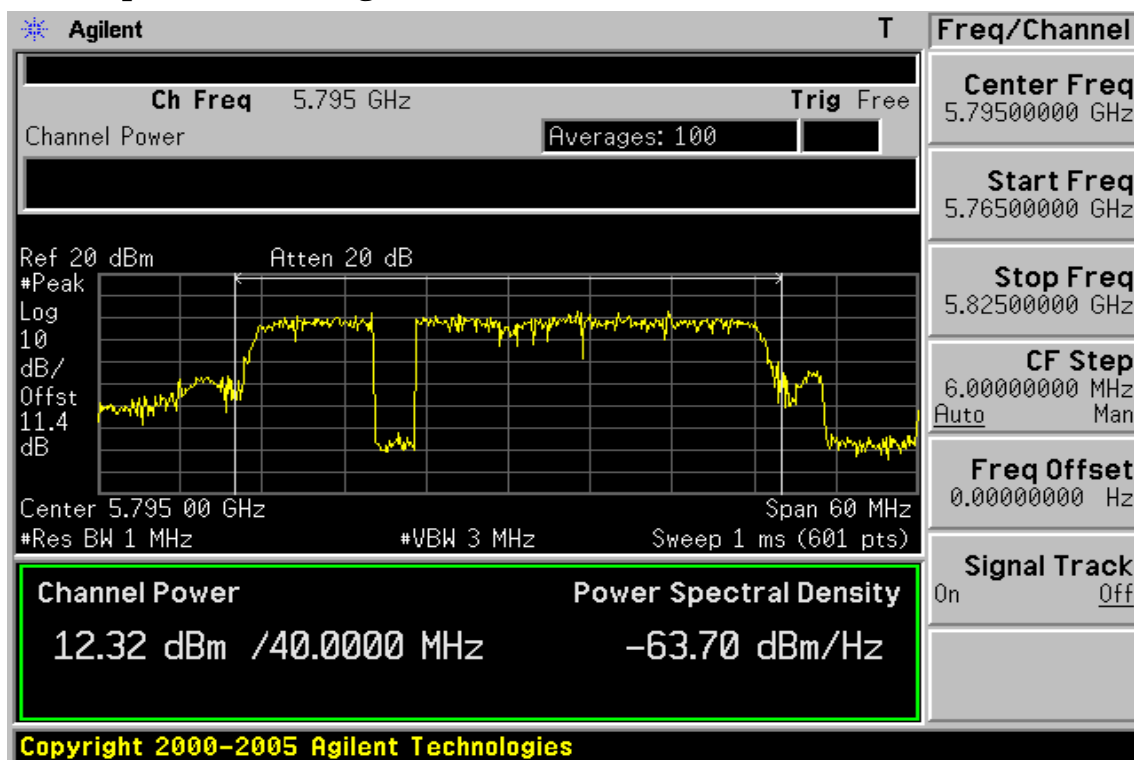 Agilent T
Ch Freq 5.795 GHz Trig Free
Channel Power Averages: 100
Ref 20 dBm Atten 20 dB
#Peak
Log
10
dB/
Offst
11.4
dB
Center 5.795 00 GHz Span 60 MHz
#Res BW 1 MHz #VBW 3 MHz Sweep 1 ms (601 pts)
Channel Power Power Spectral Density
12.32 dBm /40.0000 MHz -63.70 dBm/Hz
Freq/Channel
Center Freq
5.79500000 GHz
Start Freq
5.76500000 GHz
Stop Freq
5.82500000 GHz
CF Step
6.00000000 MHz
Auto Man
Freq Offset
0.00000000 Hz
Signal Track
On Off
Copyright 2000-2005 Agilent Technologies